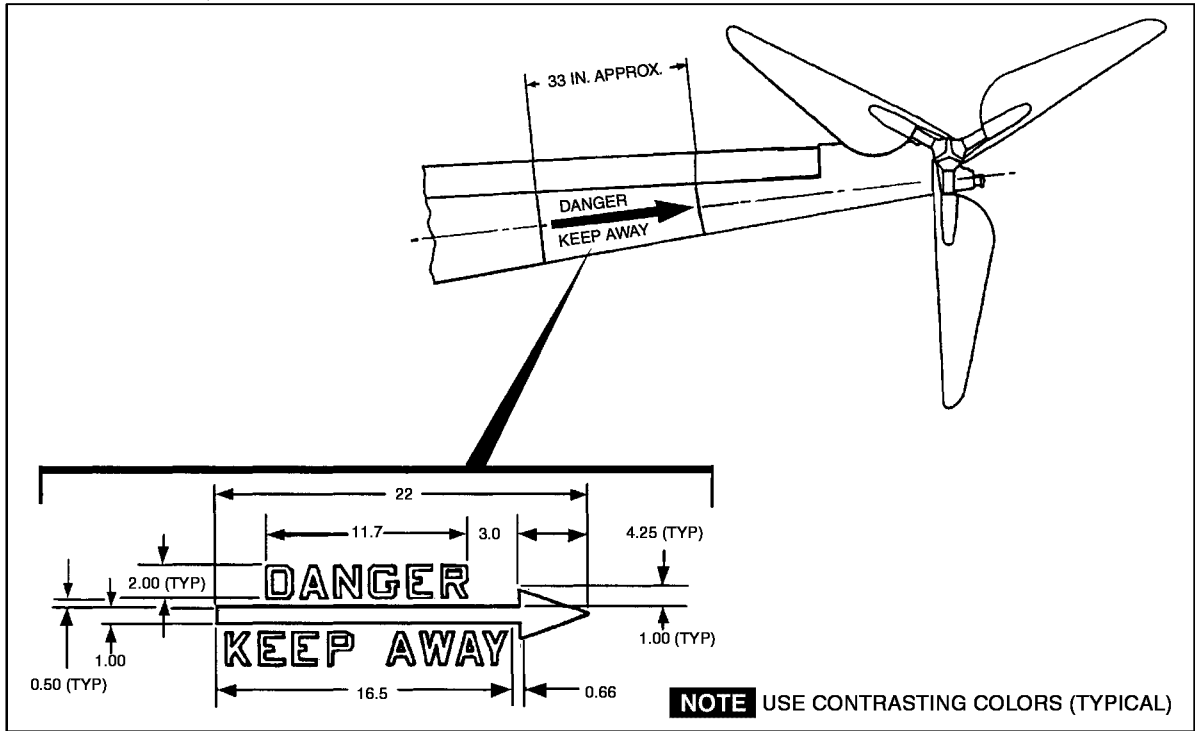 33 IN. APPROX.
DANGER
KEEP AWAY
22
11.7
3.0
4.25 (TYP)
2.00 (TYP)
DANGER
1.00
1.00 (TYP)
KEEP AWAY
0.50 (TYP)
16.5
0.66
NOTE USE CONTRASTING COLORS (TYPICAL)